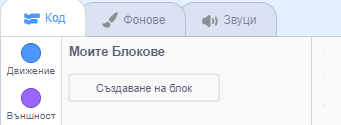 Код
Фонове
Звуци
Движение
Външност
Моите Блокове
Създаване на блок